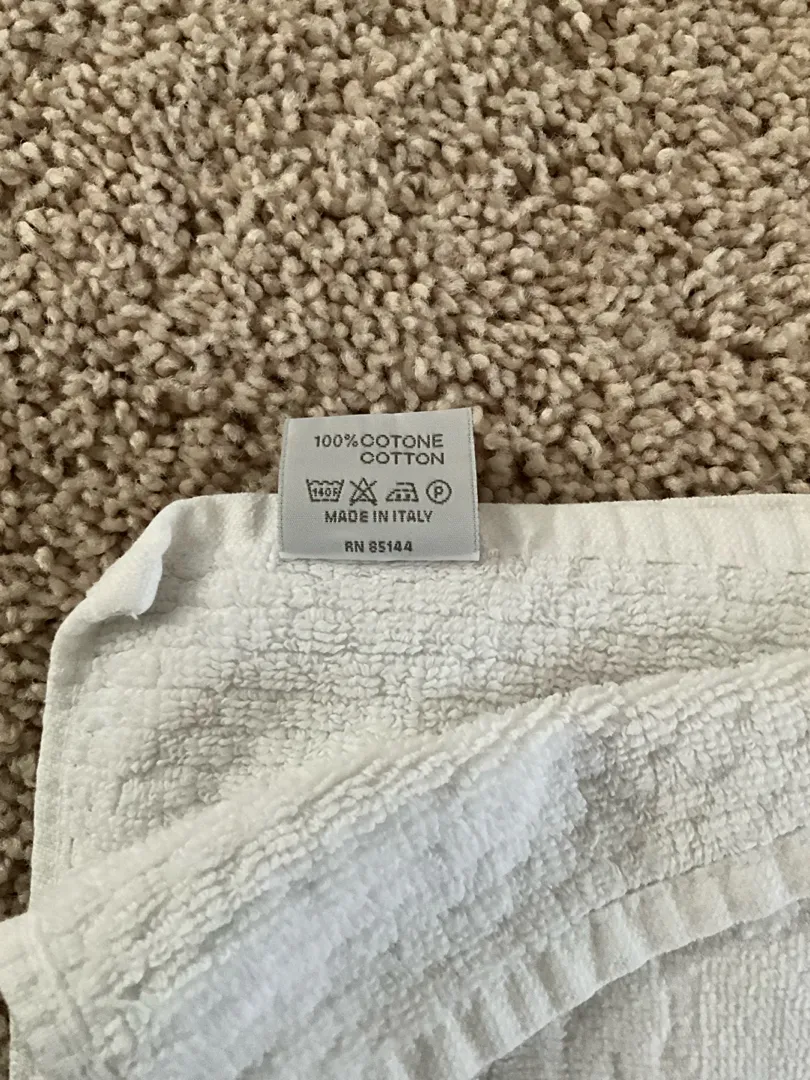 100% COTONE
COTTON
140F P
MADE IN ITALY
RN 85144